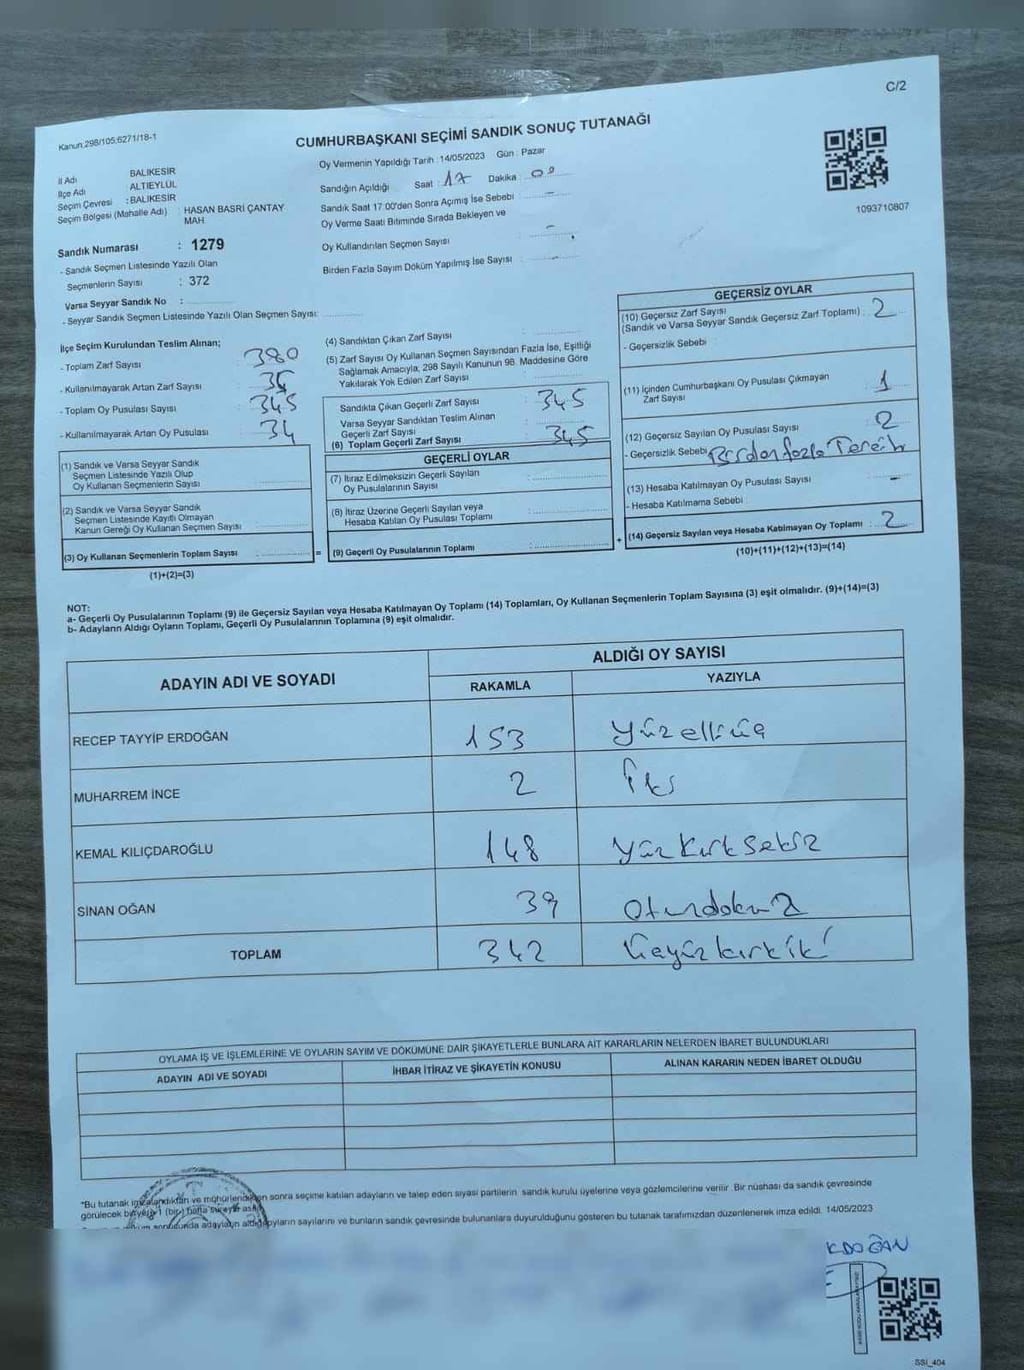 C/2
Kanun:298/105;6271/18-1
CUMHURBAŞKANI SEÇİMİ SANDIK SONUÇ TUTANAĞI
1093710807
İl Adı BALIKESİR
İlçe Adı ALTIEYLÜL
Seçim Çevresi : BALIKESİR
Seçim Bölgesi (Mahalle Adı) : HASAN BASRİ ÇANTAY MAH
Sandık Numarası : 1279
- Sandık Seçmen Listesinde Yazılı Olan
Seçmenlerin Sayısı : 372
Varsa Seyyar Sandık No :
- Seyyar Sandık Seçmen Listesinde Yazılı Olan Seçmen Sayısı:
Oy Vermenin Yapıldığı Tarih :14/05/2023 Gün : Pazar
Sandığın Açıldığı Saat : 17 Dakika : 00
Sandık Saat 17:00'den Sonra Açımış İse Sebebi : -
Oy Verme Saati Bitiminde Sırada Bekleyen ve
Oy Kullandırılan Seçmen Sayısı : -
Birden Fazla Sayım Döküm Yapılmış İse Sayısı : -
İlçe Seçim Kurulundan Teslim Alınan;
- Toplam Zarf Sayısı : 380
- Kullanılmayarak Artan Zarf Sayısı : 35
- Toplam Oy Pusulası Sayısı : 345
- Kullanılmayarak Artan Oy Pusulası : 34
(1) Sandık ve Varsa Seyyar Sandık
Seçmen Listesinde Yazılı Olup
Oy Kullanan Seçmenlerin Sayısı :
(2) Sandık ve Varsa Seyyar Sandık
Seçmen Listesinde Kayıtlı Olmayan
Kanun Gereği Oy Kullanan Seçmen Sayısı :
(3) Oy Kullanan Seçmenlerin Toplam Sayısı : =
(1)+(2)=(3)
(4) Sandıktan Çıkan Zarf Sayısı :
(5) Zarf Sayısı Oy Kullanan Seçmen Sayısından Fazla İse, Eşitliği
Sağlamak Amacıyla, 298 Sayılı Kanunun 98. Maddesine Göre
Yakılarak Yok Edilen Zarf Sayısı :
Sandıkta Çıkan Geçerli Zarf Sayısı : 345
Varsa Seyyar Sandıktan Teslim Alınan
Geçerli Zarf Sayısı :
(6) Toplam Geçerli Zarf Sayısı : 345
GEÇERLİ OYLAR
(7) İtiraz Edilmeksizin Geçerli Sayılan
Oy Pusulalarının Sayısı :
(8) İtiraz Üzerine Geçerli Sayılan veya
Hesaba Katılan Oy Pusulası Toplamı :
(9) Geçerli Oy Pusulalarının Toplamı : +
GEÇERSİZ OYLAR
(10) Geçersiz Zarf Sayısı
(Sandık ve Varsa Seyyar Sandık Geçersiz Zarf Toplamı) : 2
- Geçersizlik Sebebi :
(11) İçinden Cumhurbaşkanı Oy Pusulası Çıkmayan
Zarf Sayısı : 1
(12) Geçersiz Sayılan Oy Pusulası Sayısı : 2
- Geçersizlik Sebebi Birden fazla Tercih
(13) Hesaba Katılmayan Oy Pusulası Sayısı : -
- Hesaba Katılmama Sebebi :
(14) Geçersiz Sayılan veya Hesaba Katılmayan Oy Toplamı : 2
(10)+(11)+(12)+(13)=(14)
NOT:
a- Geçerli Oy Pusulalarının Toplamı (9) ile Geçersiz Sayılan veya Hesaba Katılmayan Oy Toplamı (14) Toplamları, Oy Kullanan Seçmenlerin Toplam Sayısına (3) eşit olmalıdır. (9)+(14)=(3)
b- Adayların Aldığı Oyların Toplamı, Geçerli Oy Pusulalarının Toplamına (9) eşit olmalıdır.
ADAYIN ADI VE SOYADI ALDIĞI OY SAYISI
RAKAMLA YAZIYLA
RECEP TAYYİP ERDOĞAN 153 Yüzelliüç
MUHARREM İNCE 2 İki
KEMAL KILIÇDAROĞLU 148 Yüz Kırk Sekiz
SİNAN OĞAN 39 Otuzdokuz
TOPLAM 342 Üçyüz kırk iki
OYLAMA İŞ VE İŞLEMLERİNE VE OYLARIN SAYIM VE DÖKÜMÜNE DAİR ŞİKAYETLERLE BUNLARA AİT KARARLARIN NELERDEN İBARET BULUNDUKLARI
ADAYIN ADI VE SOYADI İHBAR İTİRAZ VE ŞİKAYETİN KONUSU ALINAN KARARIN NEDEN İBARET OLDUĞU
*Bu tutanak imzalandıktan ve mühürlendikten sonra seçime katılan adayların ve talep eden siyasi partilerin sandık kurulu üyelerine veya gözlemcilerine verilir. Bir nüshası da sandık çevresinde
görülecek bir yere 1 (bir) hafta süreyle asılır.
sonucunda adayların aldığı oyların sayılarını ve bunların sandık çevresinde bulunanlara duyurulduğunu gösteren bu tutanak tarafımızdan düzenlenerek imza edildi. 14/05/2023
KDOĞAN
SSI_404